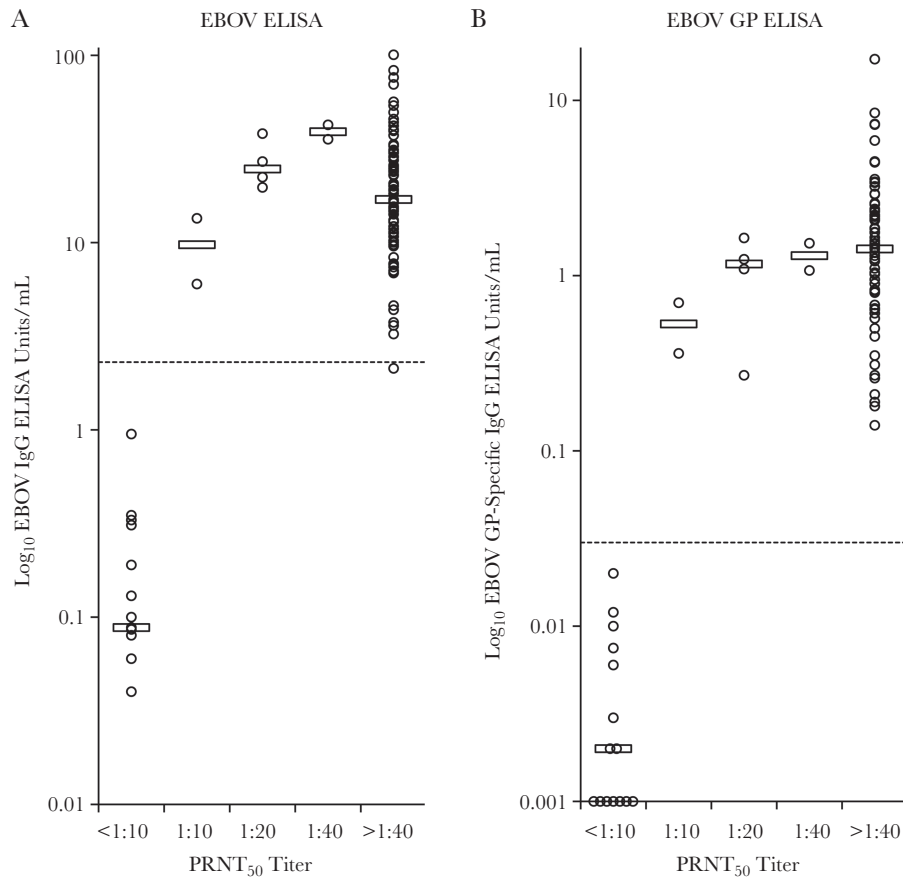 A
EBOV ELISA
Log10 EBOV IgG ELISA Units/mL
100
10
1
0.1
0.01
<1:10 1:10 1:20 1:40 >1:40
PRNT50 Titer
B
EBOV GP ELISA
Log10 EBOV GP-Specific IgG ELISA Units/mL
10
1
0.1
0.01
0.001
<1:10 1:10 1:20 1:40 >1:40
PRNT50 Titer